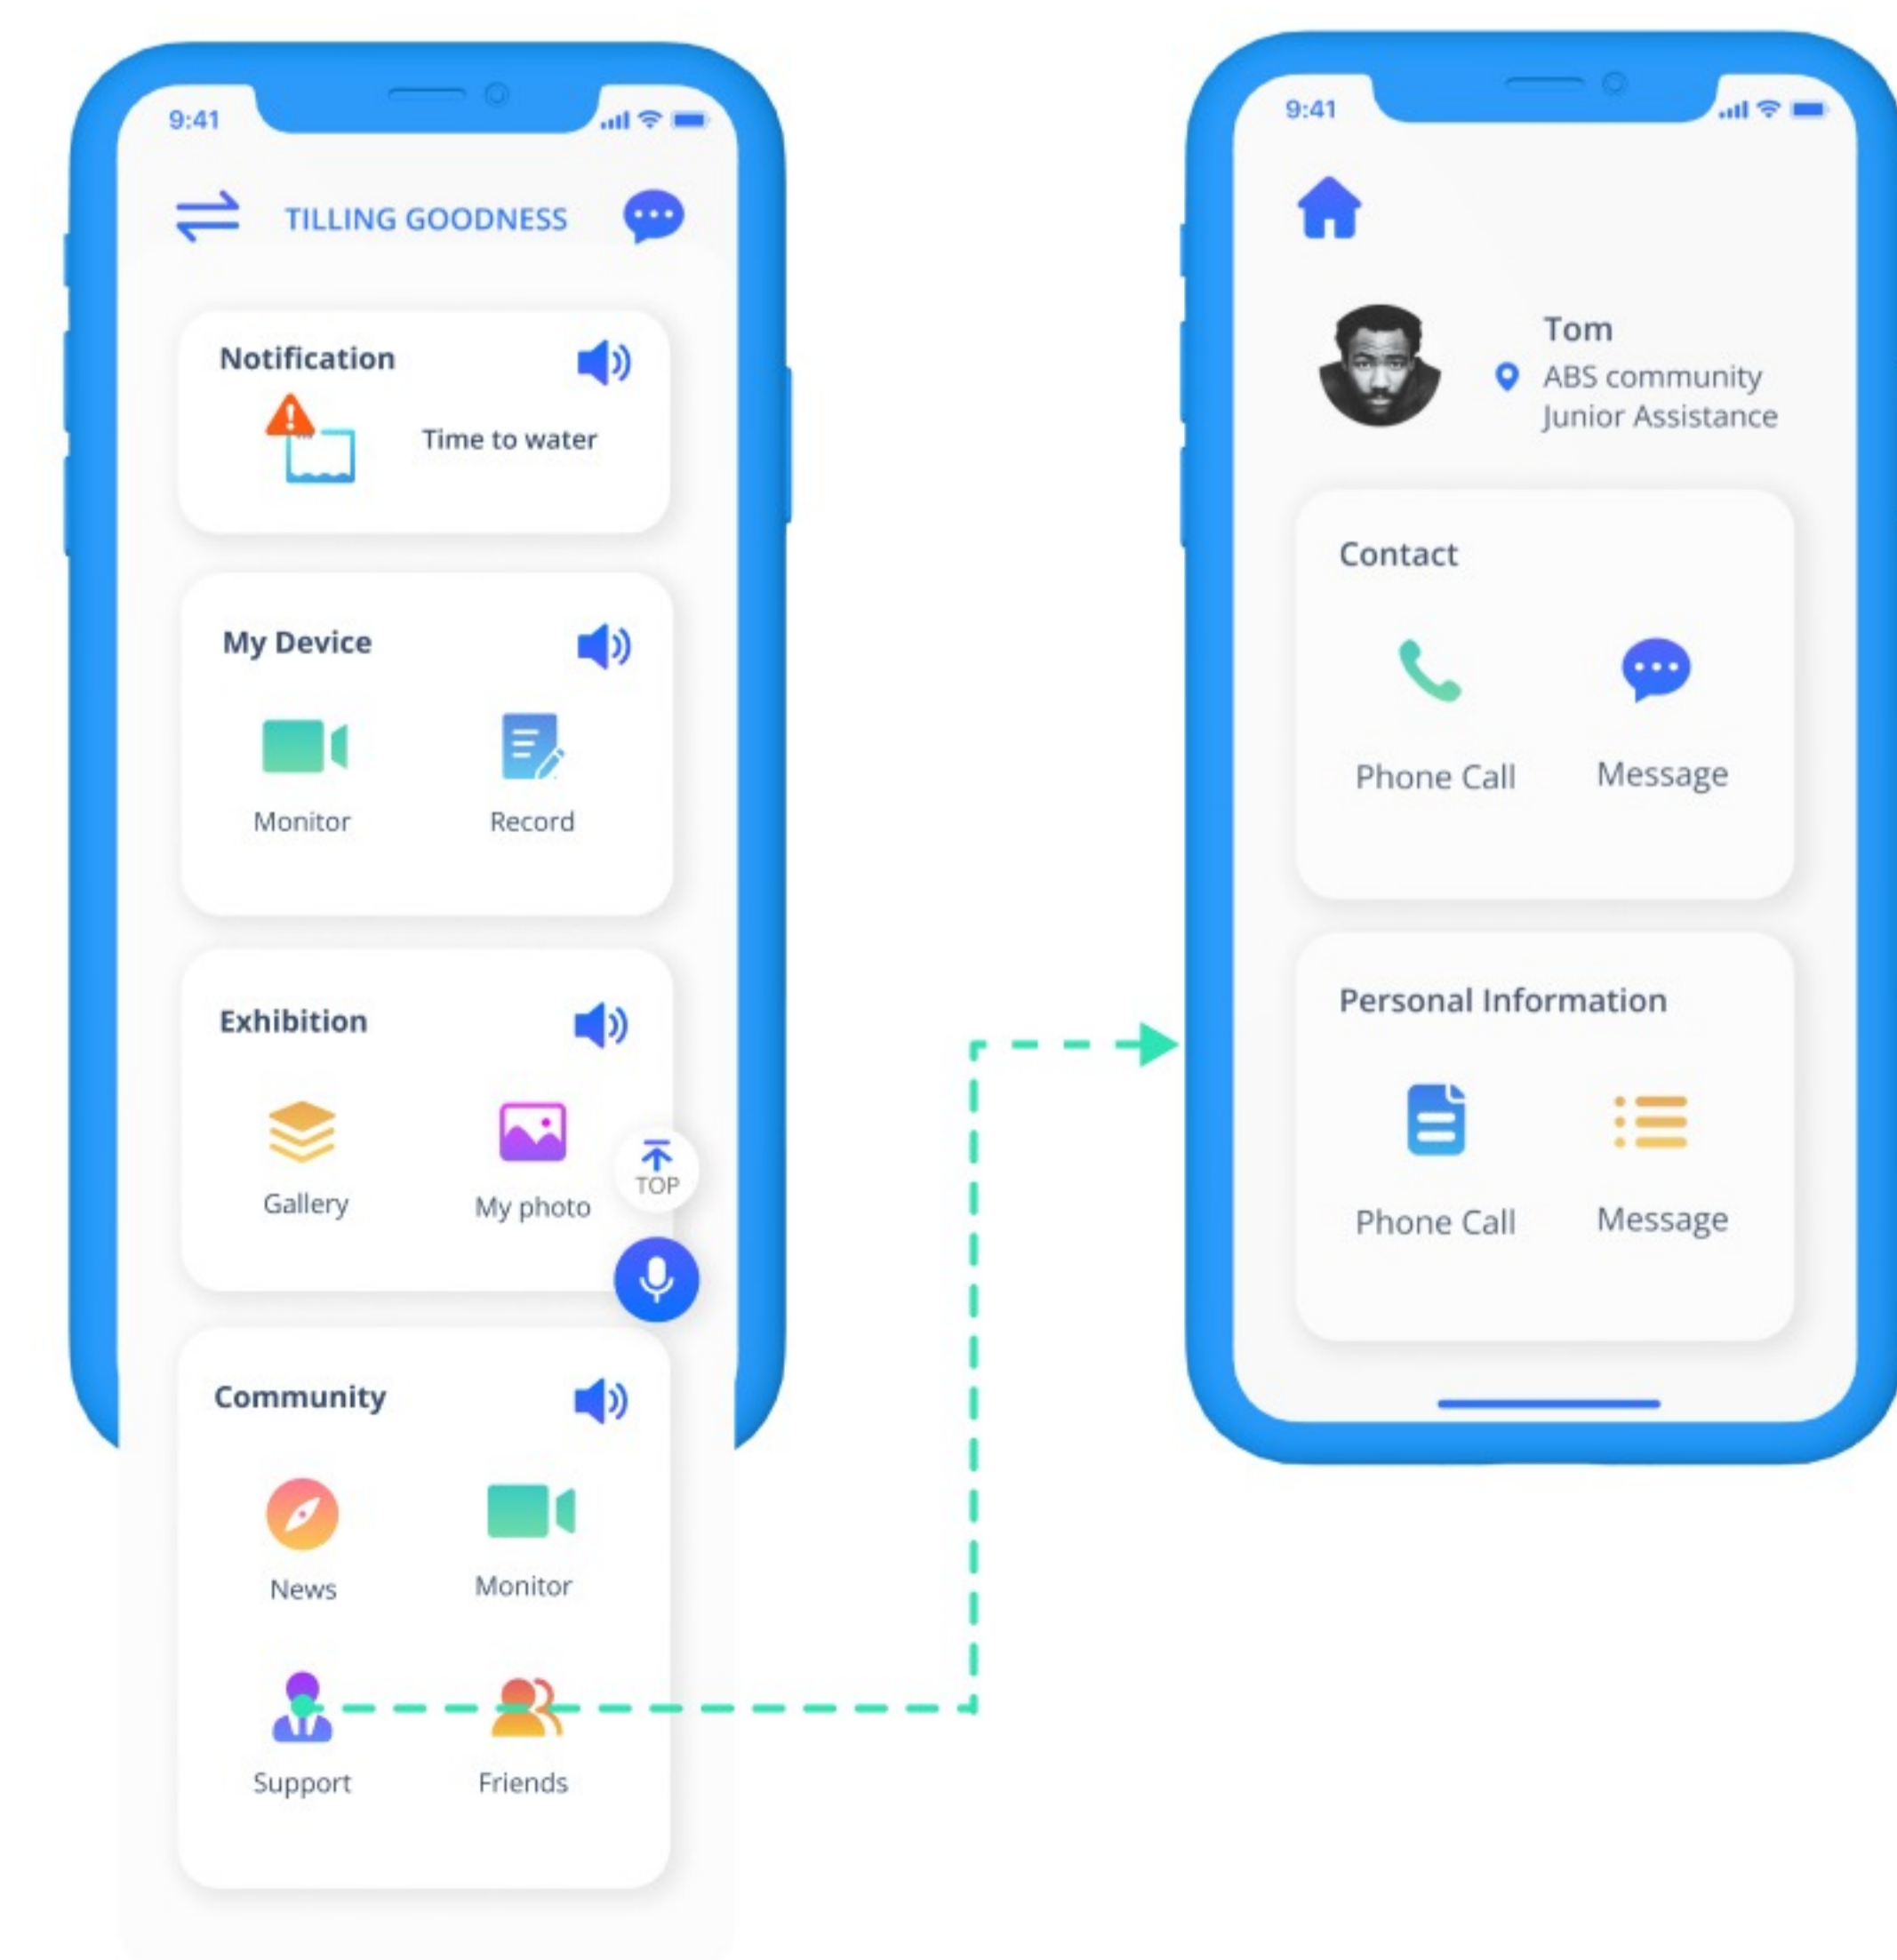 9:41
TILLING GOODNESS
Notification
Time to water
My Device
Monitor
Record
Exhibition
Gallery
My photo
TOP
Community
News
Monitor
Support
Friends
9:41
Tom
ABS community
Junior Assistance
Contact
Phone Call
Message
Personal Information
Phone Call
Message